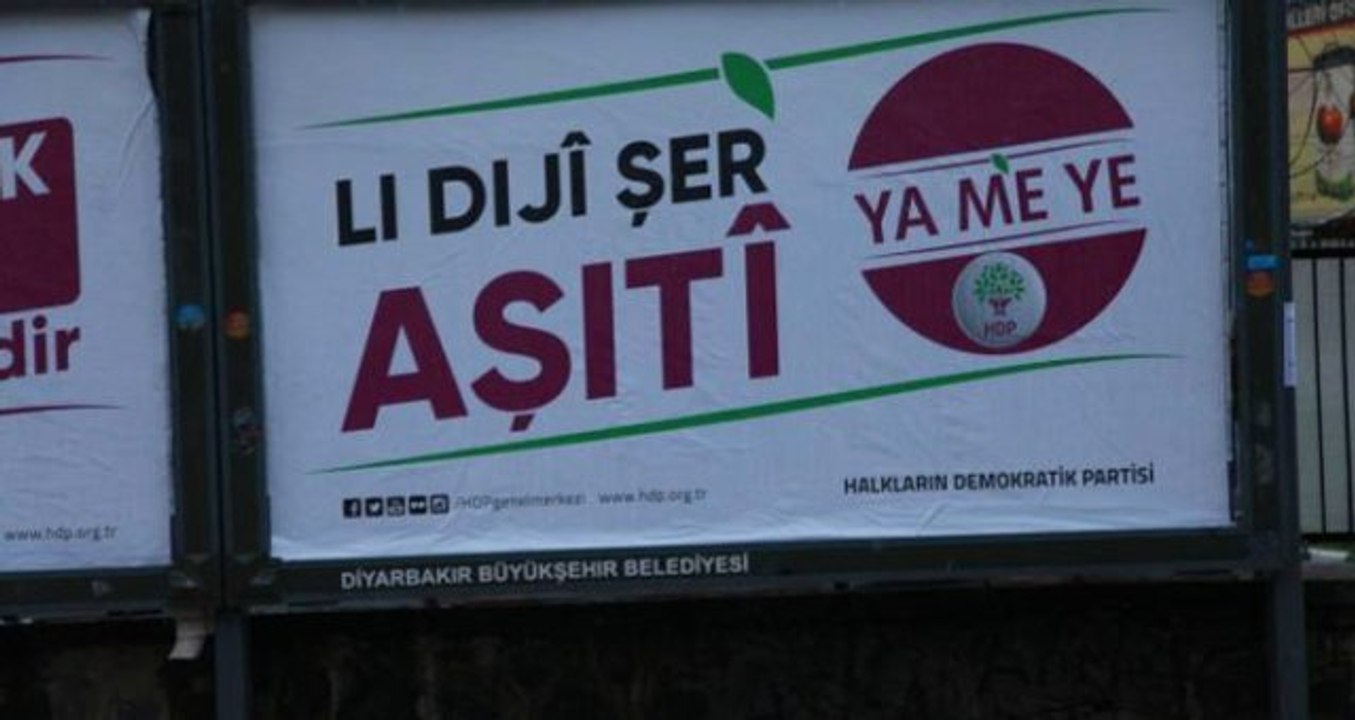 K
dir
www.hdp.org.tr
LI DIJÎ ŞER
AŞITÎ
YA ME YE
HDP
/HDPgenelmerkezi www.hdp.org.tr
HALKLARIN DEMOKRATİK PARTİSİ
DİYARBAKIR BÜYÜKŞEHİR BELEDİYESİ